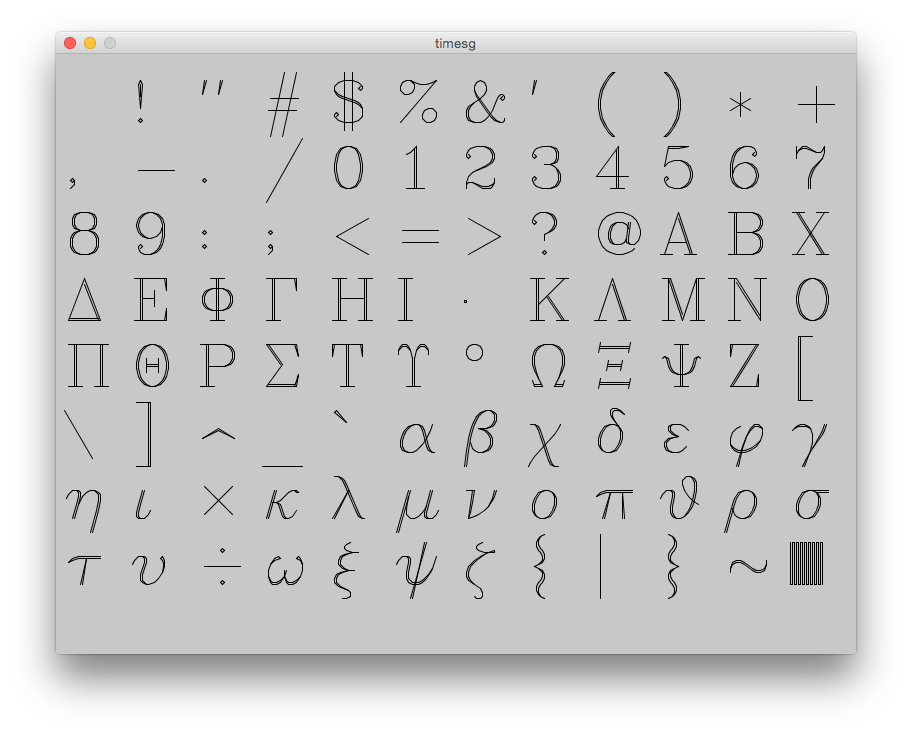 timesg
! " # $ % & ' ( ) * +
, — . / 0 1 2 3 4 5 6 7
8 9 : ; < = > ? @ Α Β Χ
Δ Ε Φ Γ Η Ι · Κ Λ Μ Ν Ο
Π Θ Ρ Σ Τ ϒ ° Ω Ξ Ψ Ζ [
\ ] ^ _ ` α β χ δ ε φ γ
η ι × κ λ μ ν ο π ϑ ρ σ
τ υ ÷ ω ξ ψ ζ { | } ~